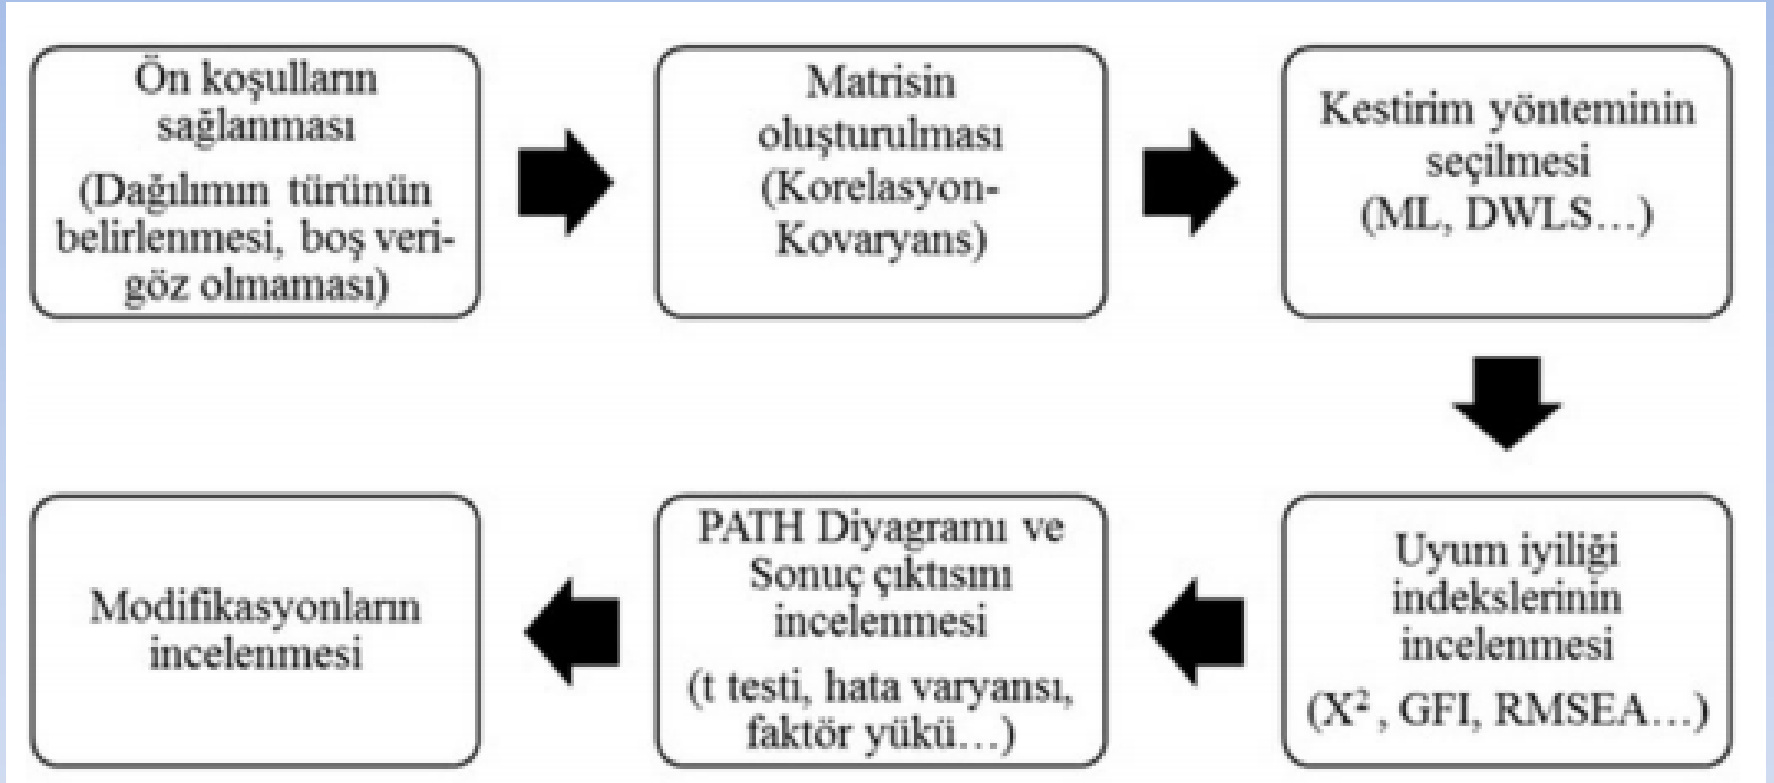 Ön koşulların
sağlanması
(Dağılımın türünün
belirlenmesi, boş veri-
göz olmaması)
Matrisin
oluşturulması
(Korelasyon-
Kovaryans)
Kestirim yönteminin
seçilmesi
(ML, DWLS…)
Uyum iyiliği
indekslerinin
incelenmesi
(X², GFI, RMSEA…)
PATH Diyagramı ve
Sonuç çıktısını
incelenmesi
(t testi, hata varyansı,
faktör yükü…)
Modifikasyonların
incelenmesi